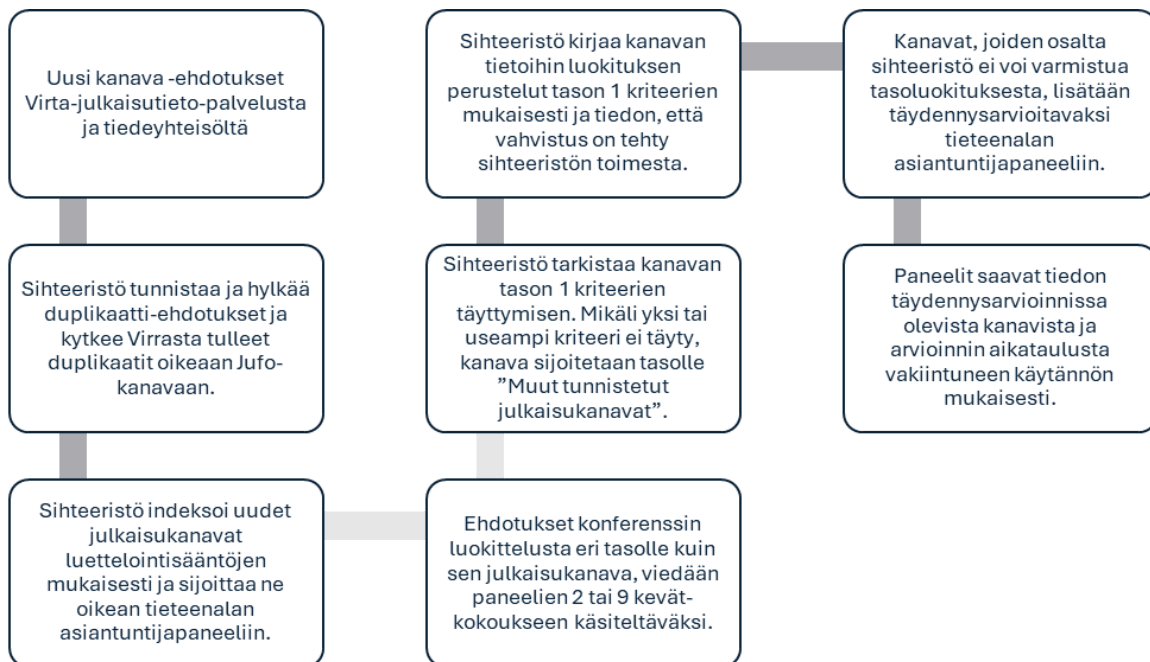 Uusi kanava -ehdotukset
Virta-julkaisutieto-palvelusta
ja tiedeyhteisöltä
Sihteeristö tunnistaa ja hylkää
duplikaatti-ehdotukset ja
kytkee Virrasta tulleet
duplikaatit oikeaan Jufo-
kanavaan.
Sihteeristö indeksoi uudet
julkaisukanavat
luettelointisääntöjen
mukaisesti ja sijoittaa ne
oikean tieteenalan
asiantuntijapaneeliin.
Ehdotukset konferenssin
luokittelusta eri tasolle kuin
sen julkaisukanava, viedään
paneelien 2 tai 9 kevät-
kokoukseen käsiteltäväksi.
Sihteeristö tarkistaa kanavan
tason 1 kriteerien
täyttymisen. Mikäli yksi tai
useampi kriteeri ei täyty,
kanava sijoitetaan tasolle
”Muut tunnistetut
julkaisukanavat”.
Sihteeristö kirjaa kanavan
tietoihin luokituksen
perustelut tason 1 kriteerien
mukaisesti ja tiedon, että
vahvistus on tehty
sihteeristön toimesta.
Kanavat, joiden osalta
sihteeristö ei voi varmistua
tasoluokituksesta, lisätään
täydennysarvioitavaksi
tieteenalan
asiantuntijapaneeliin.
Paneelit saavat tiedon
täydennysarvioinnissa
olevista kanavista ja
arvioinnin aikataulusta
vakiintuneen käytännön
mukaisesti.